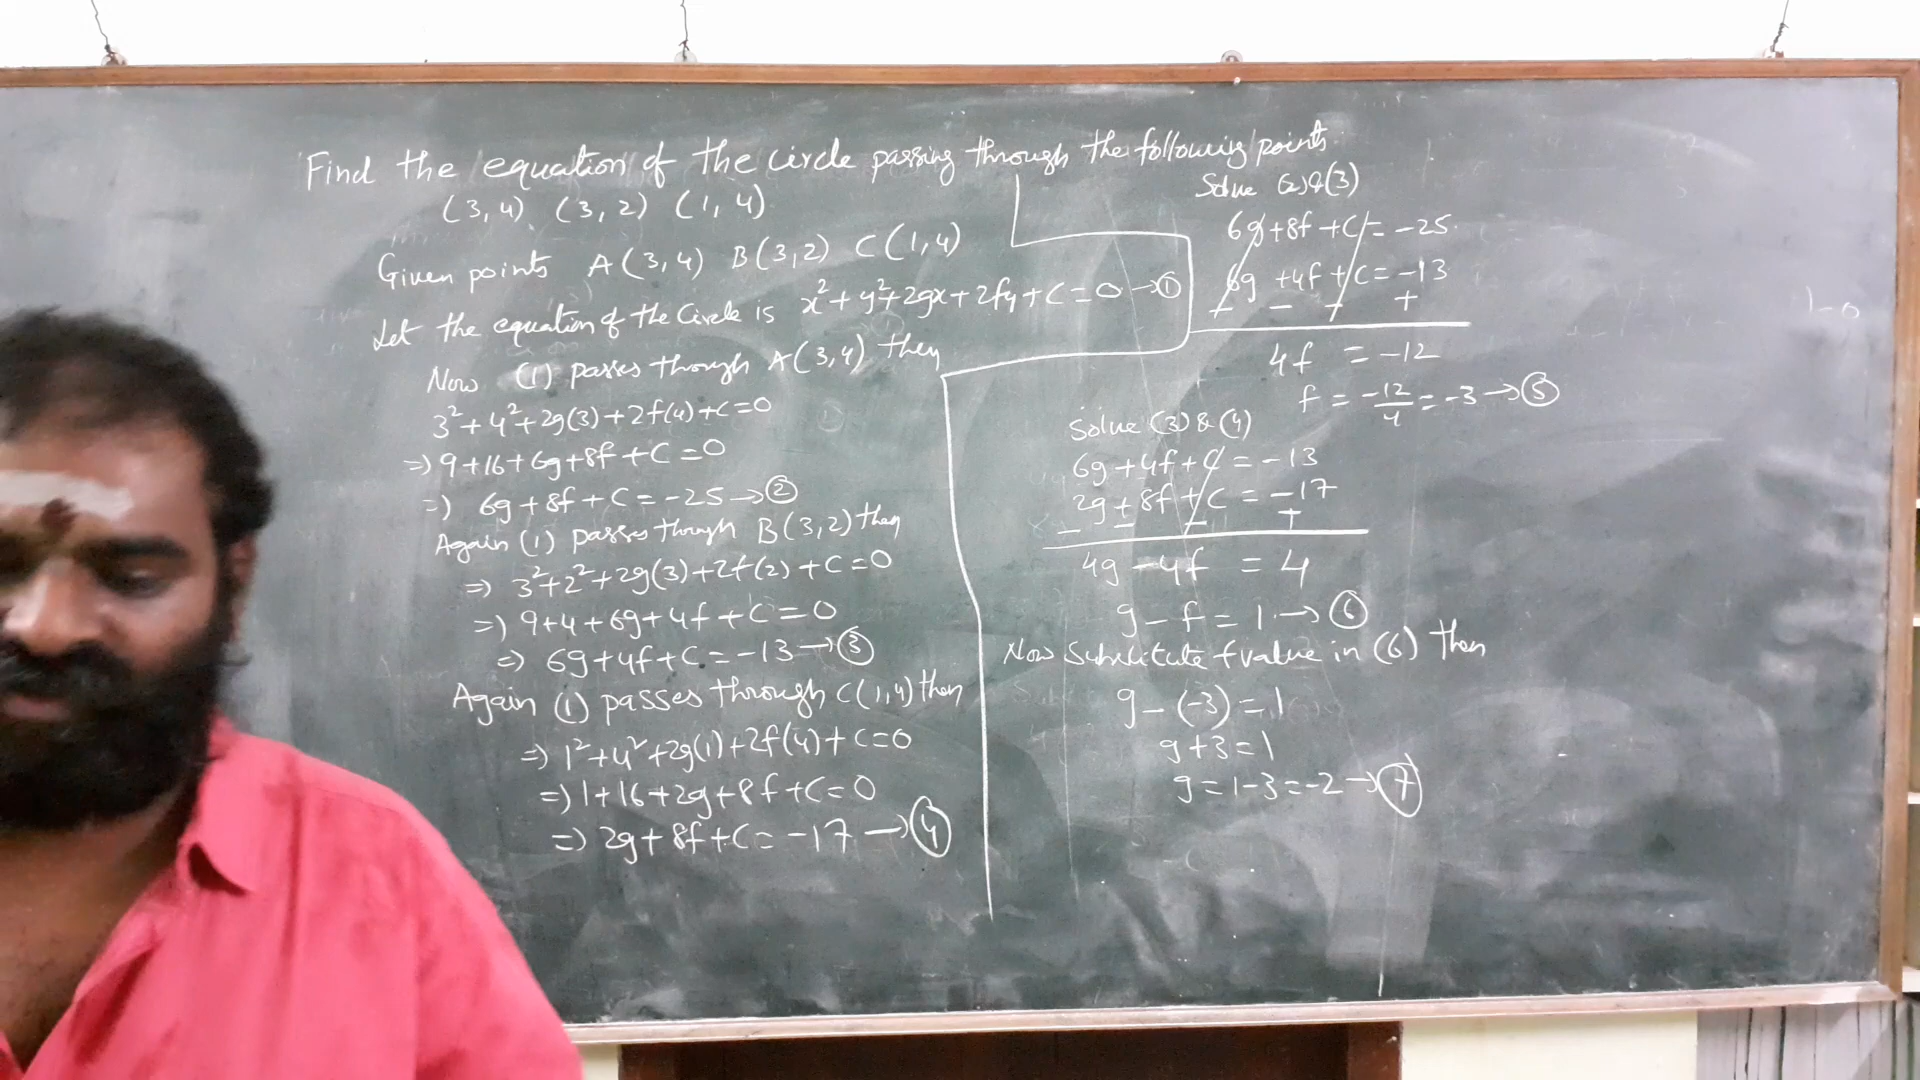 Find the equation of the circle passing through the following points
(3,4) (3,2) (1,4)
Given points A(3,4) B(3,2) C(1,4)
Let the equation of the Circle is x²+y²+2gx+2fy+c=0 →①
Now (1) passes through A(3,4) then
3²+4²+2g(3)+2f(4)+c=0
⇒ 9+16+6g+8f+c=0
⇒ 6g+8f+c=-25→②
Again (1) passes through B(3,2) then
⇒ 3²+2²+2g(3)+2f(2)+c=0
⇒ 9+4+6g+4f+c=0
⇒ 6g+4f+c=-13→③
Again (1) passes through C(1,4) then
⇒ 1²+4²+2g(1)+2f(4)+c=0
⇒ 1+16+2g+8f+c=0
⇒ 2g+8f+c=-17→④
Solve (2)&(3)
6g+8f+c=-25
6g+4f+c=-13
- - - +
4f = -12
f = -12/4 = -3→⑤
Solve (3) & (4)
6g+4f+c = -13
2g+8f+c = -17
- - - +
4g-4f = 4
g-f = 1→⑥
Now Substitute f value in (6) then
g-(-3)=1
g+3=1
g=1-3=-2→⑦